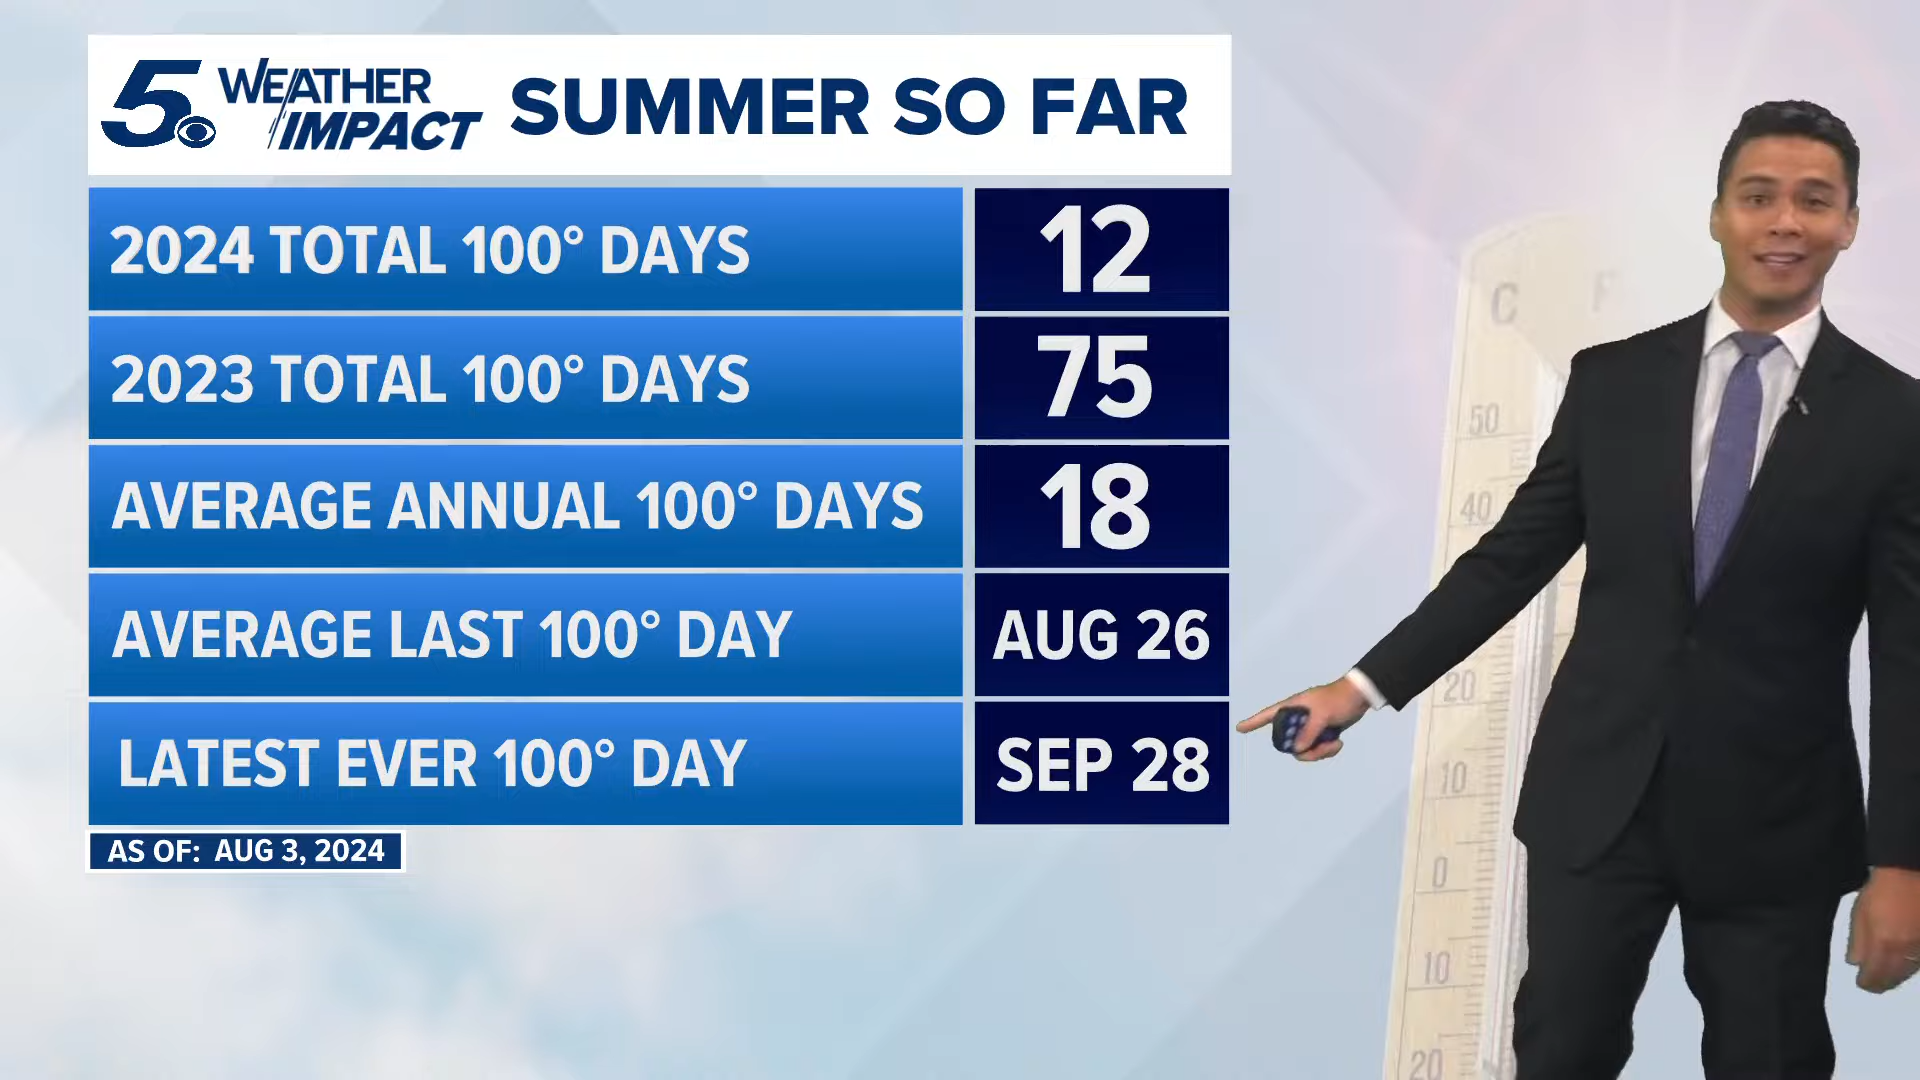 5 WEATHER IMPACT SUMMER SO FAR
2024 TOTAL 100° DAYS 12
2023 TOTAL 100° DAYS 75
AVERAGE ANNUAL 100° DAYS 18
AVERAGE LAST 100° DAY AUG 26
LATEST EVER 100° DAY SEP 28
AS OF: AUG 3, 2024
C F
50
40
20
10
0
10
20